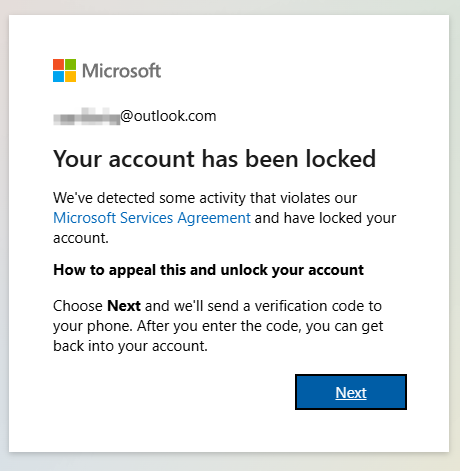 Microsoft
@outlook.com
Your account has been locked
We've detected some activity that violates our
Microsoft Services Agreement and have locked your
account.
How to appeal this and unlock your account
Choose Next and we'll send a verification code to
your phone. After you enter the code, you can get
back into your account.
Next